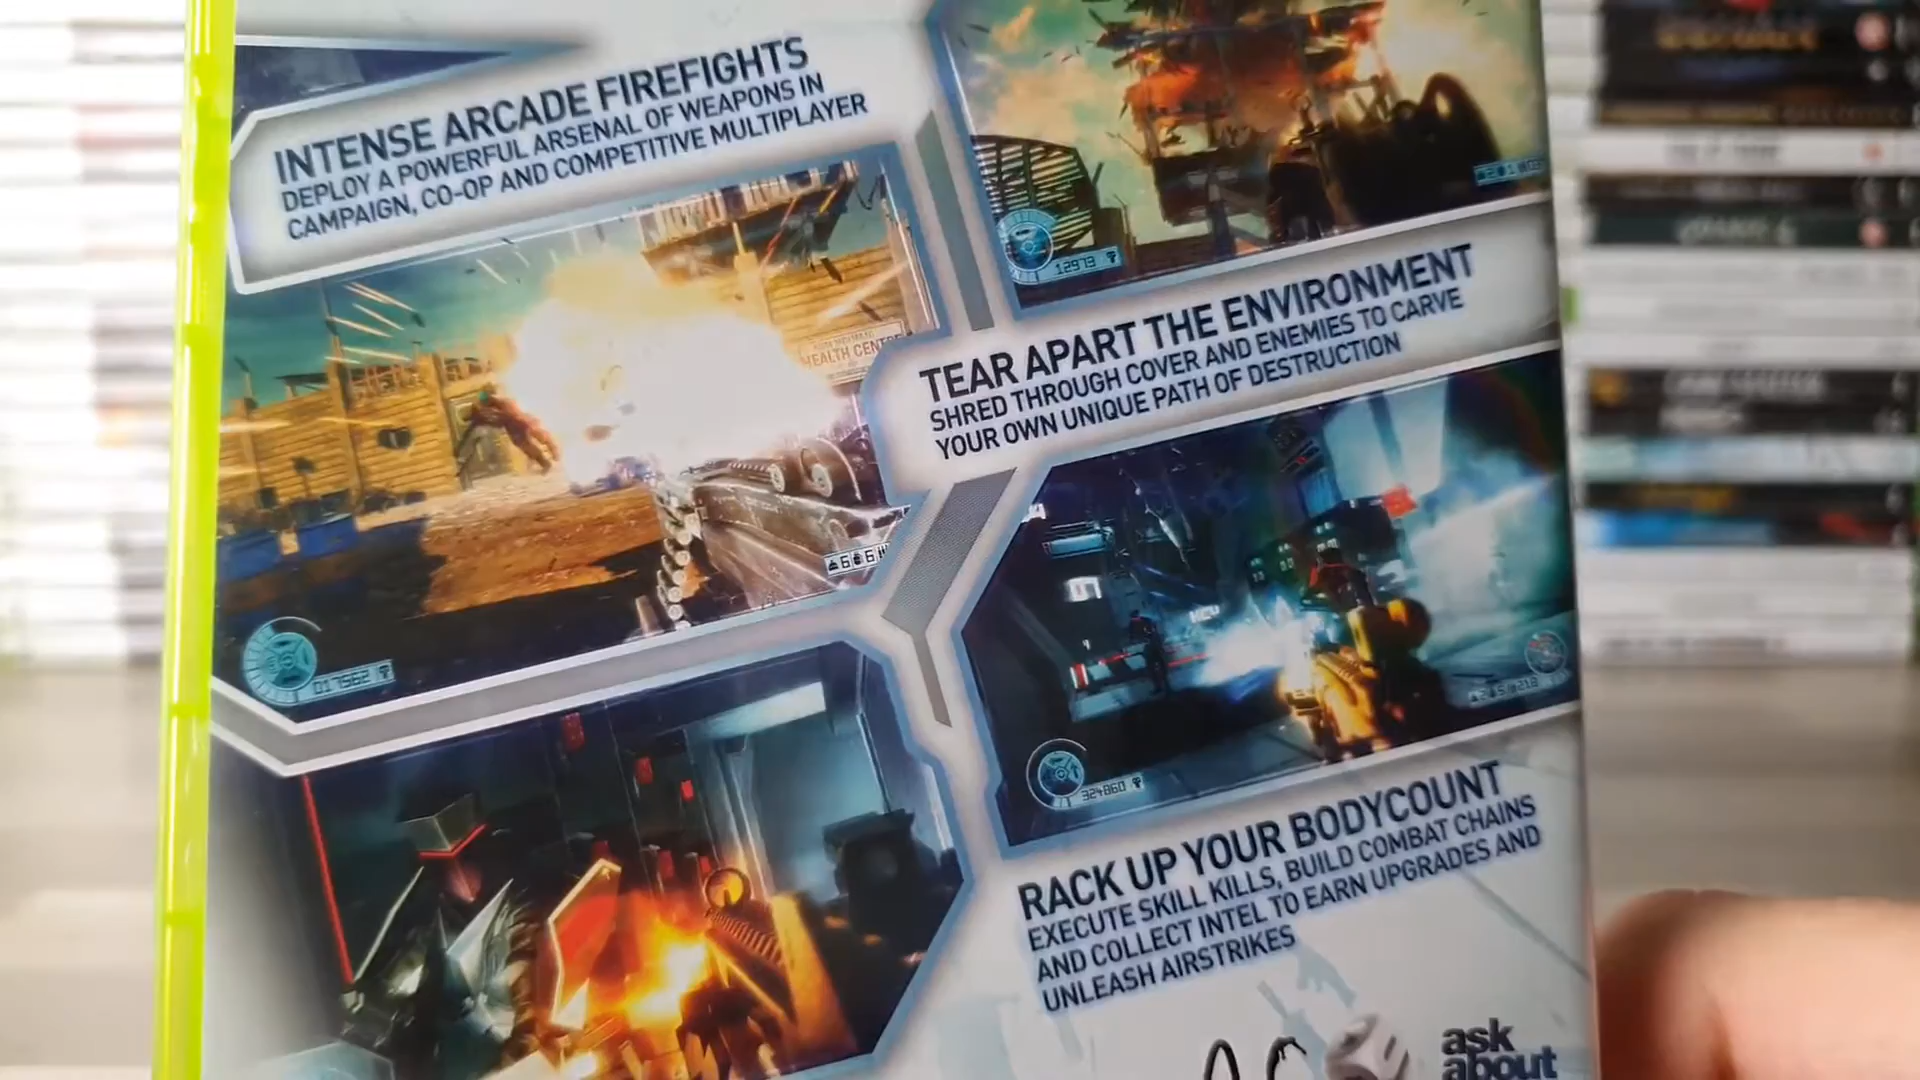 INTENSE ARCADE FIREFIGHTS
DEPLOY A POWERFUL ARSENAL OF WEAPONS IN
CAMPAIGN, CO-OP AND COMPETITIVE MULTIPLAYER
12973
TEAR APART THE ENVIRONMENT
SHRED THROUGH COVER AND ENEMIES TO CARVE
YOUR OWN UNIQUE PATH OF DESTRUCTION
HEALTH CENTRE
017562
324860
RACK UP YOUR BODYCOUNT
EXECUTE SKILL KILLS, BUILD COMBAT CHAINS
AND COLLECT INTEL TO EARN UPGRADES AND
UNLEASH AIRSTRIKES
ask
about